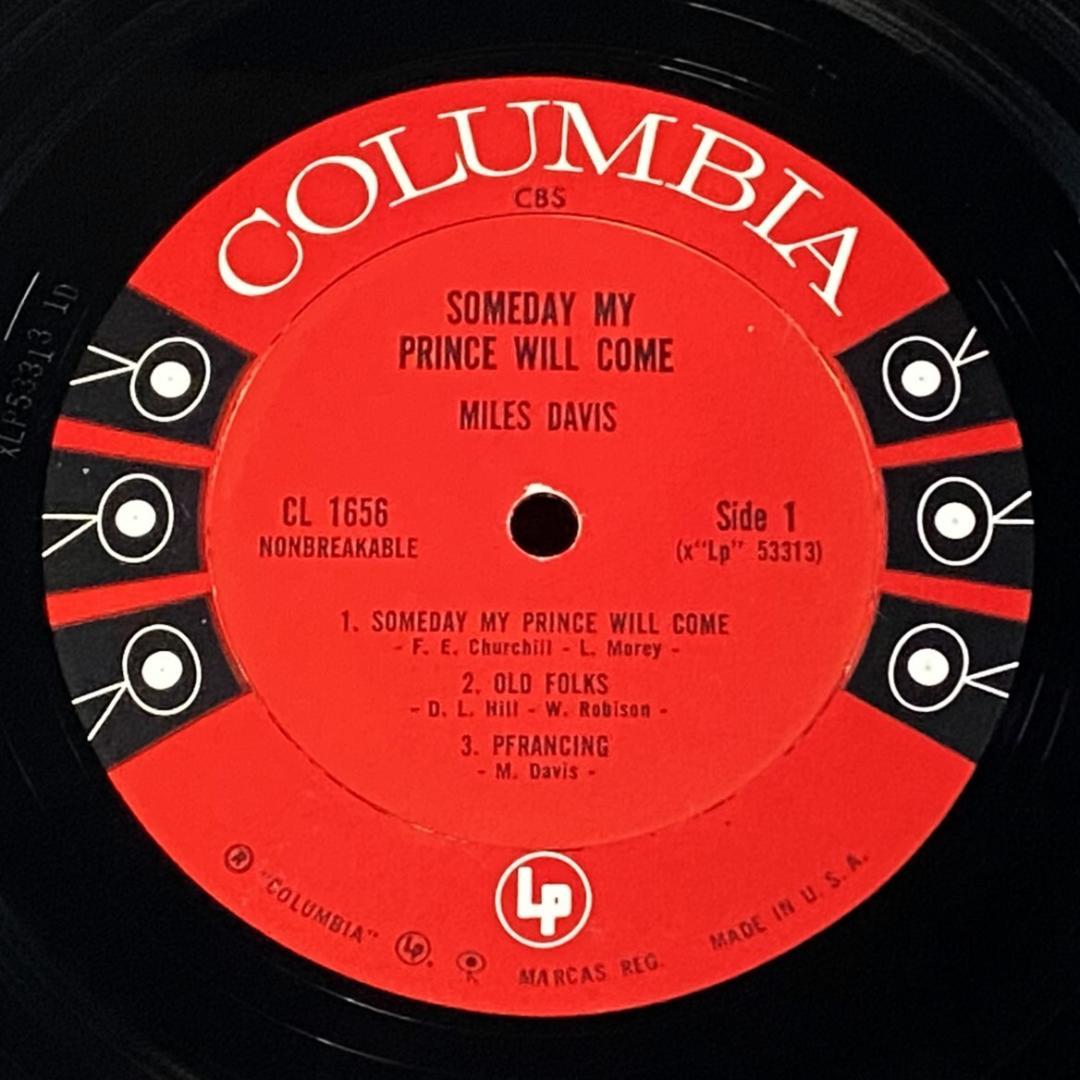 COLUMBIA
CBS
SOMEDAY MY
PRINCE WILL COME
MILES DAVIS
CL 1656
NONBREAKABLE
Side 1
(x"Lp" 53313)
1. SOMEDAY MY PRINCE WILL COME
- F. E. Churchill - L. Morey -
2. OLD FOLKS
- D. L. Hill - W. Robison -
3. PFRANCING
- M. Davis -
Lp
® "COLUMBIA" Lp. MARCAS REG. MADE IN U. S. A.
XLP53313 1D